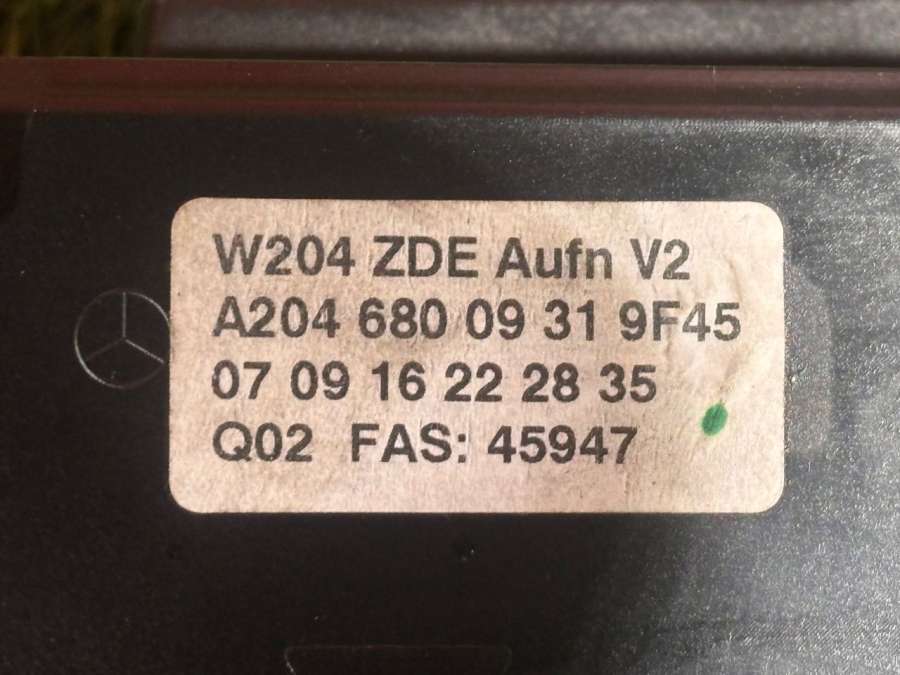 W204 ZDE Aufn V2
A204 680 09 31 9F45
07 09 16 22 28 35
Q02 FAS: 45947